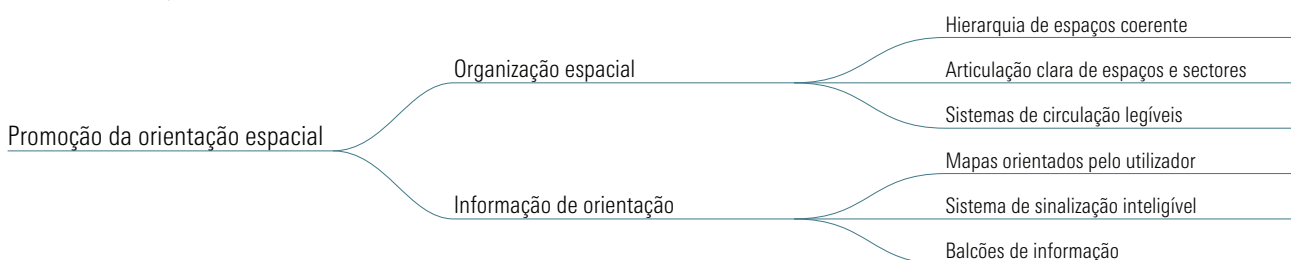 Promoção da orientação espacial
Organização espacial
Hierarquia de espaços coerente
Articulação clara de espaços e sectores
Sistemas de circulação legíveis
Informação de orientação
Mapas orientados pelo utilizador
Sistema de sinalização inteligível
Balcões de informação